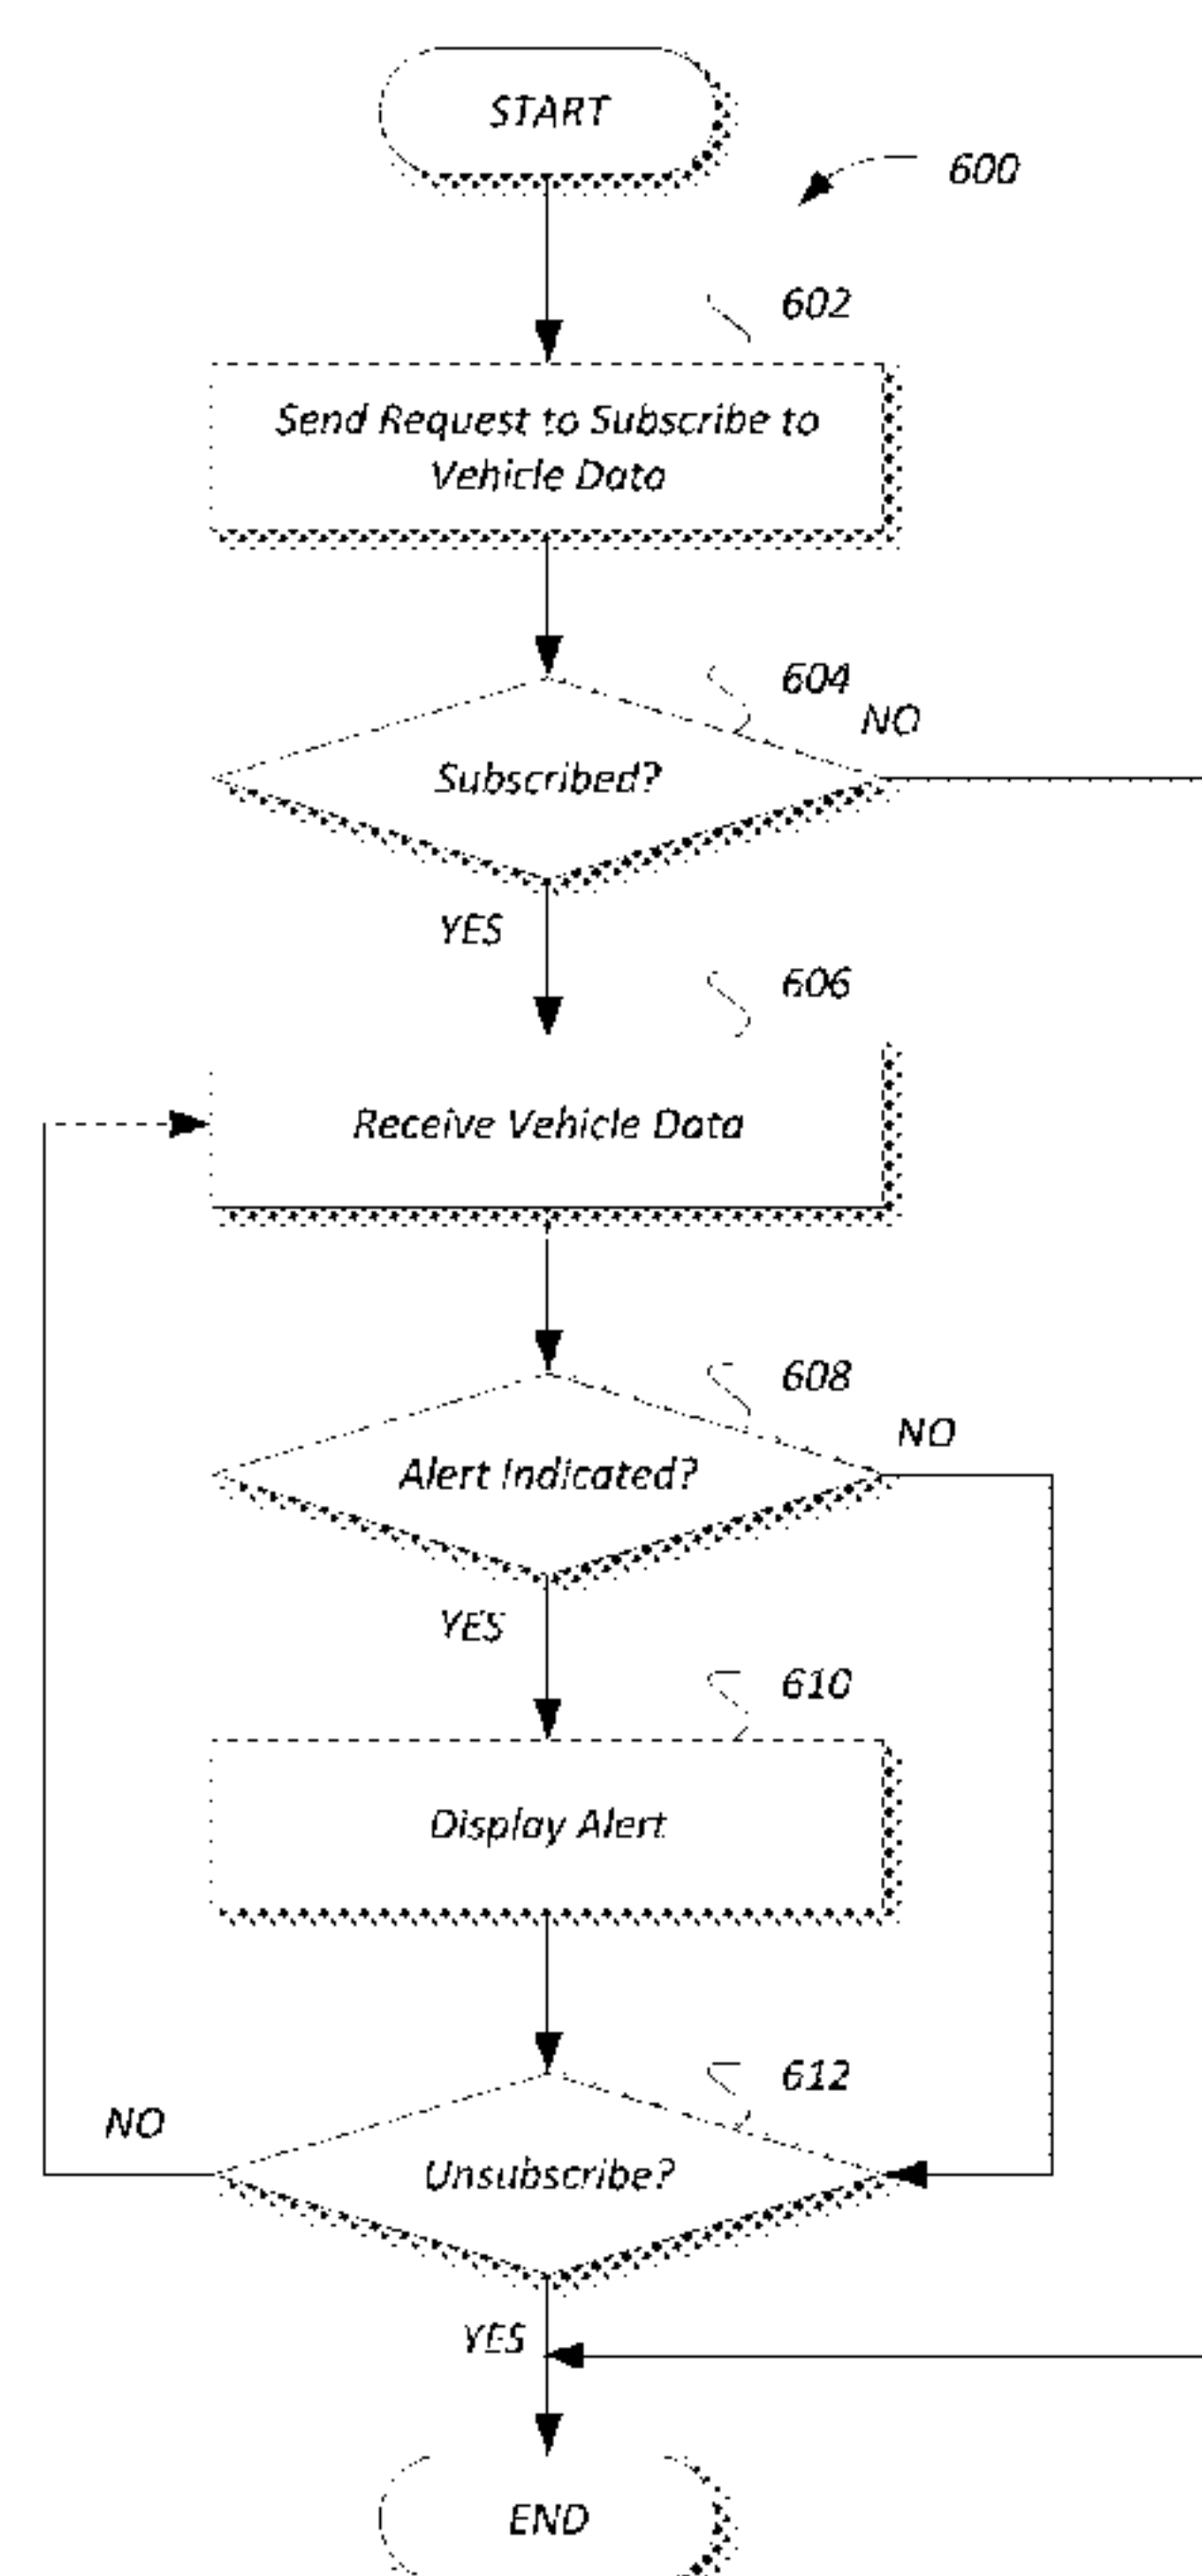 START
600
602
Send Request to Subscribe to
Vehicle Data
604
NO
Subscribed?
YES
606
Receive Vehicle Data
608
NO
Alert Indicated?
YES
610
Display Alert
612
NO
Unsubscribe?
YES
END